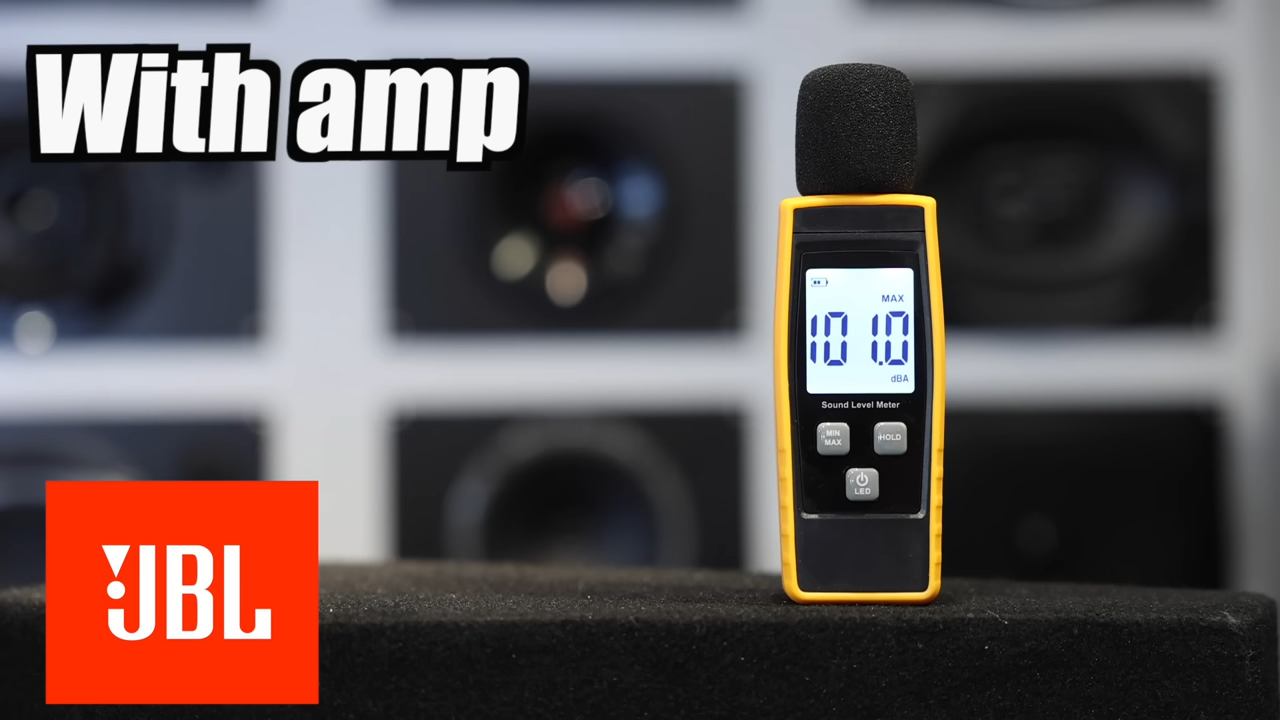 With amp
MAX
101.0
dBA
Sound Level Meter
MIN
MAX
HOLD
LED
JBL